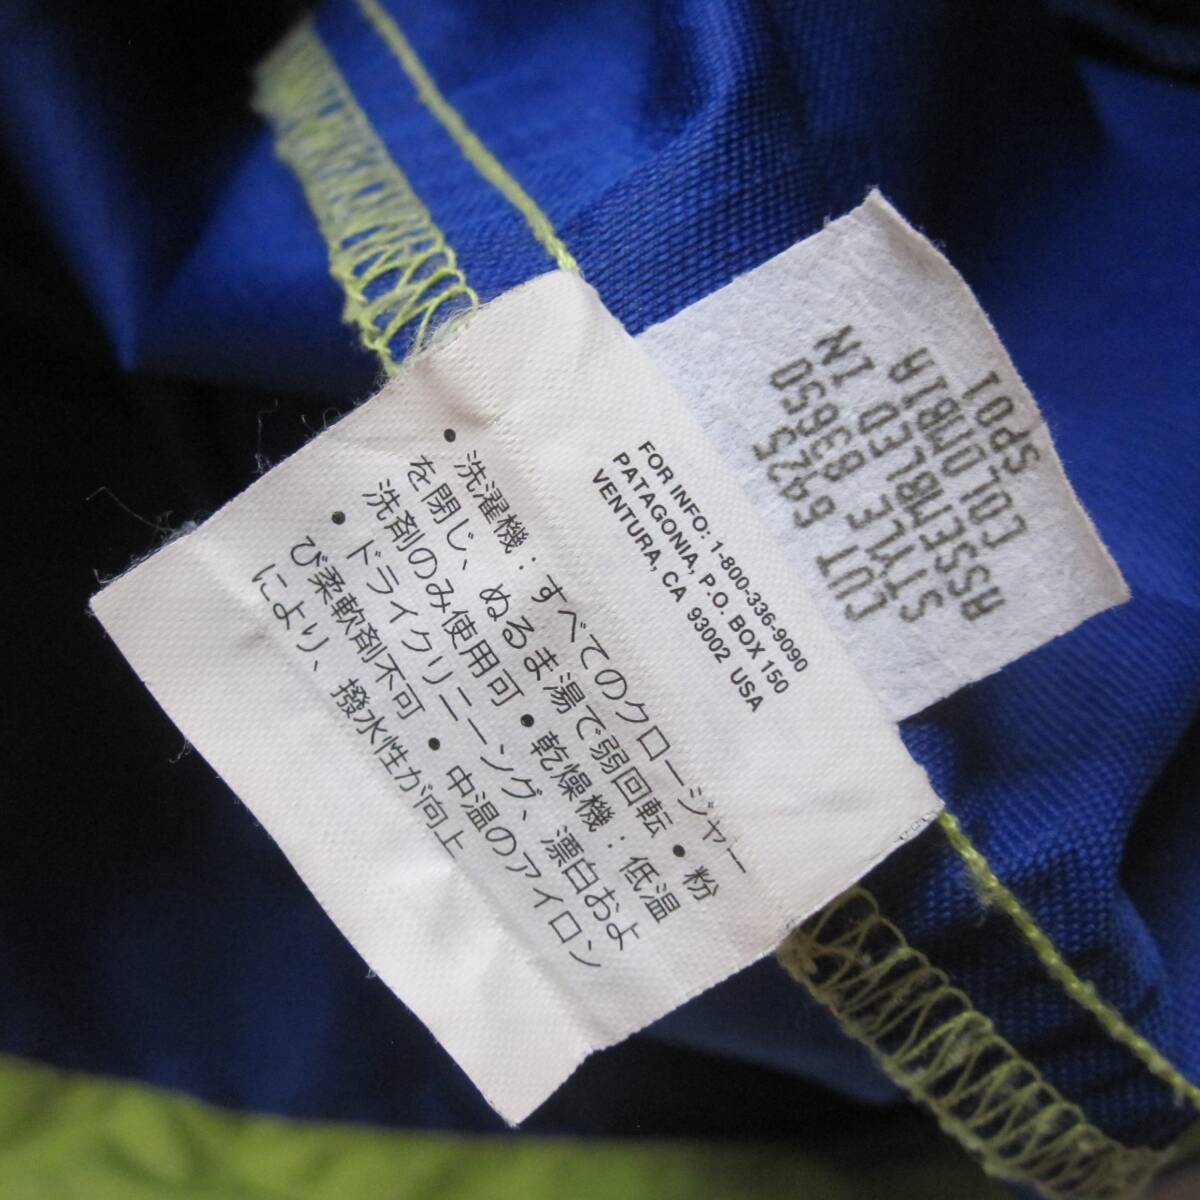 FOR INFO: 1-800-336-9090
PATAGONIA, P.O. BOX 150
VENTURA, CA 93002 USA
• 洗濯機：すべてのクロージャー
を閉じ、ぬるま湯で弱回転 • 粉
洗剤のみ使用可 • 乾燥機：低温
• ドライクリーニング、漂白およ
び柔軟剤不可 • 中温のアイロン
により、撥水性が向上
CUT 6425
STYLE 83650
ASSEMBLED IN
COLOMBIA
SP01